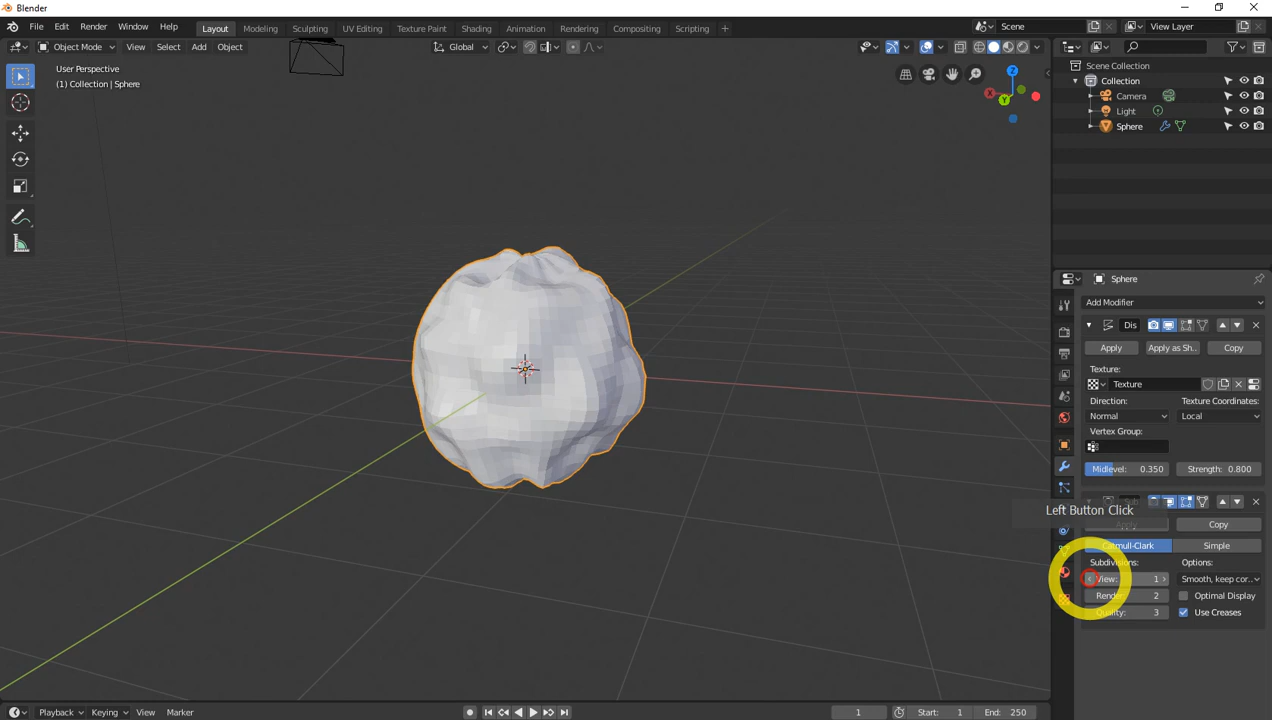 Blender
File Edit Render Window Help Layout Modeling Sculpting UV Editing Texture Paint Shading Animation Rendering Compositing Scripting + Scene View Layer
Object Mode View Select Add Object Global
User Perspective
(1) Collection | Sphere
Z
X
Y
Scene Collection
Collection
Camera
Light
Sphere
Sphere
Add Modifier
Dis
Apply Apply as Sh.. Copy
Texture:
Texture
Direction: Texture Coordinates:
Normal Local
Vertex Group:
Midlevel: 0.350 Strength: 0.800
Sub
Left Button Click
Apply Copy
Catmull-Clark Simple
Subdivisions: Options:
View: 1 Smooth, keep cor..
Render: 2 Optimal Display
Quality: 3 Use Creases
Playback Keying View Marker 1 Start: 1 End: 250